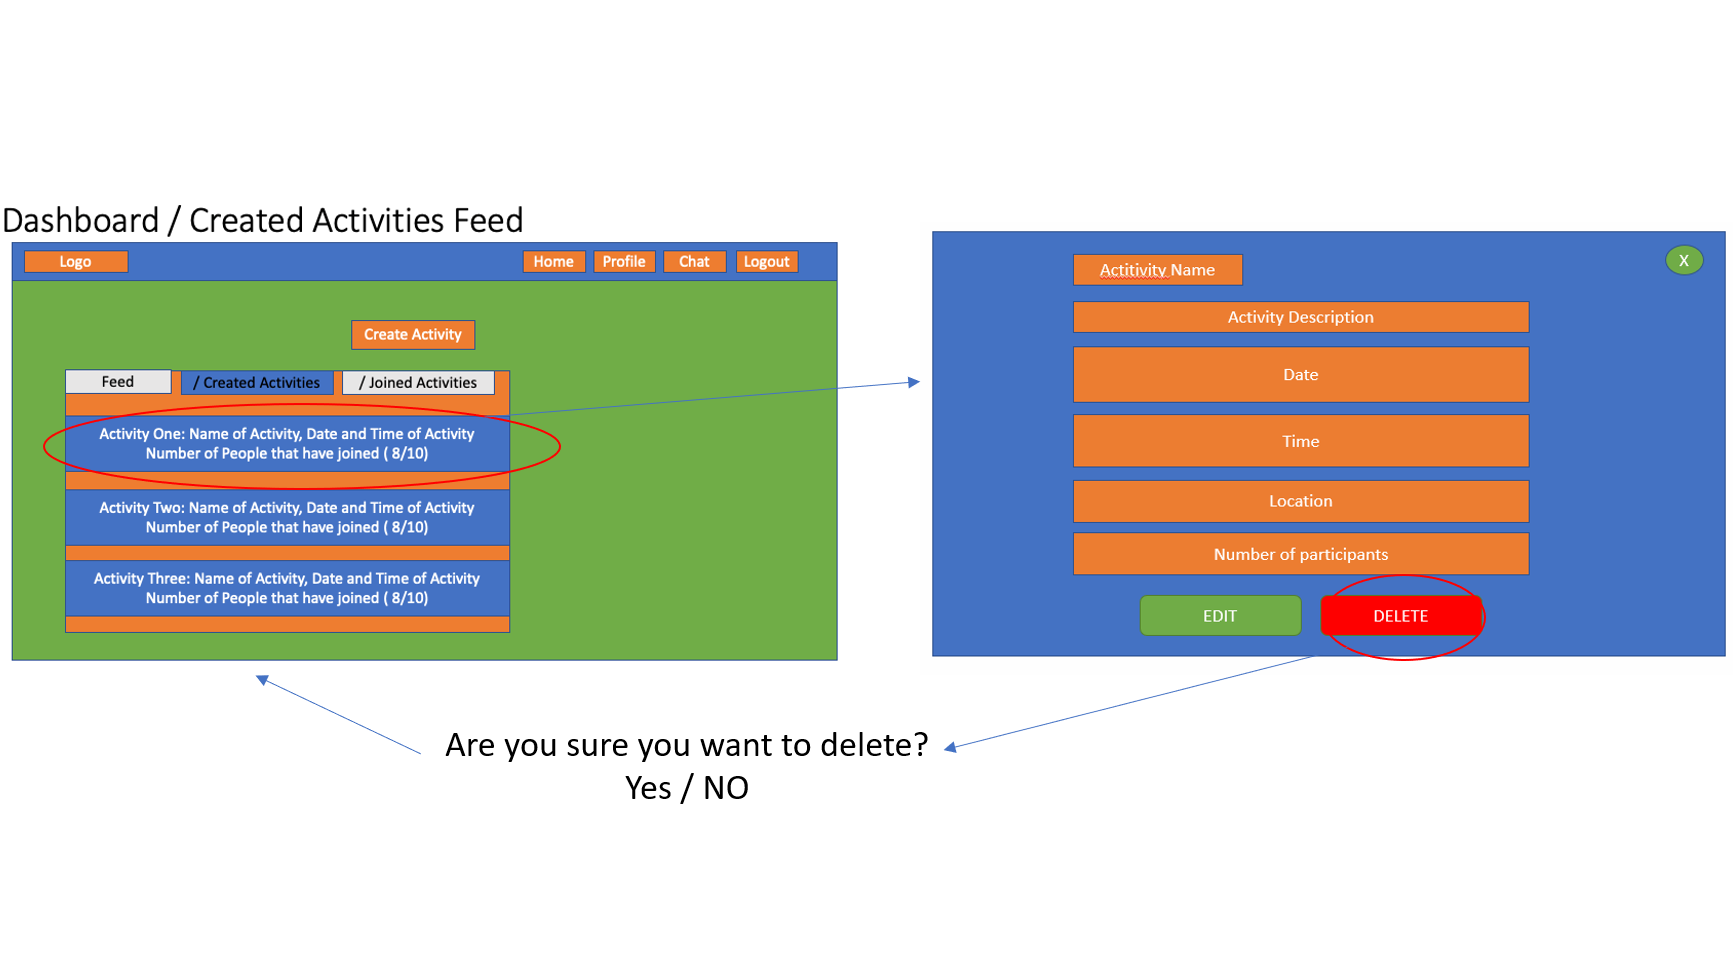 Dashboard / Created Activities Feed
Logo
Home
Profile
Chat
Logout
Create Activity
Feed
/ Created Activities
/ Joined Activities
Activity One: Name of Activity, Date and Time of Activity
Number of People that have joined ( 8/10)
Activity Two: Name of Activity, Date and Time of Activity
Number of People that have joined ( 8/10)
Activity Three: Name of Activity, Date and Time of Activity
Number of People that have joined ( 8/10)
Actitivity Name
X
Activity Description
Date
Time
Location
Number of participants
EDIT
DELETE
Are you sure you want to delete?
Yes / NO